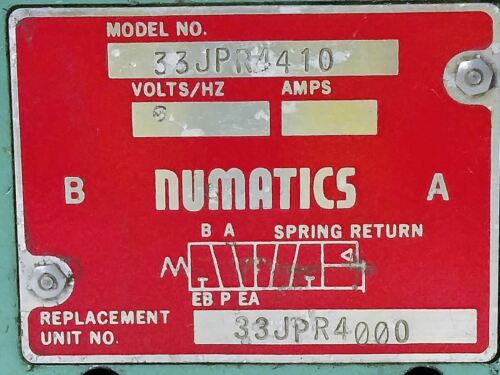 MODEL NO.
33JPR4410
VOLTS/HZ AMPS
B NUMATICS A
B A SPRING RETURN
EB P EA
REPLACEMENT
UNIT NO. 33JPR4000